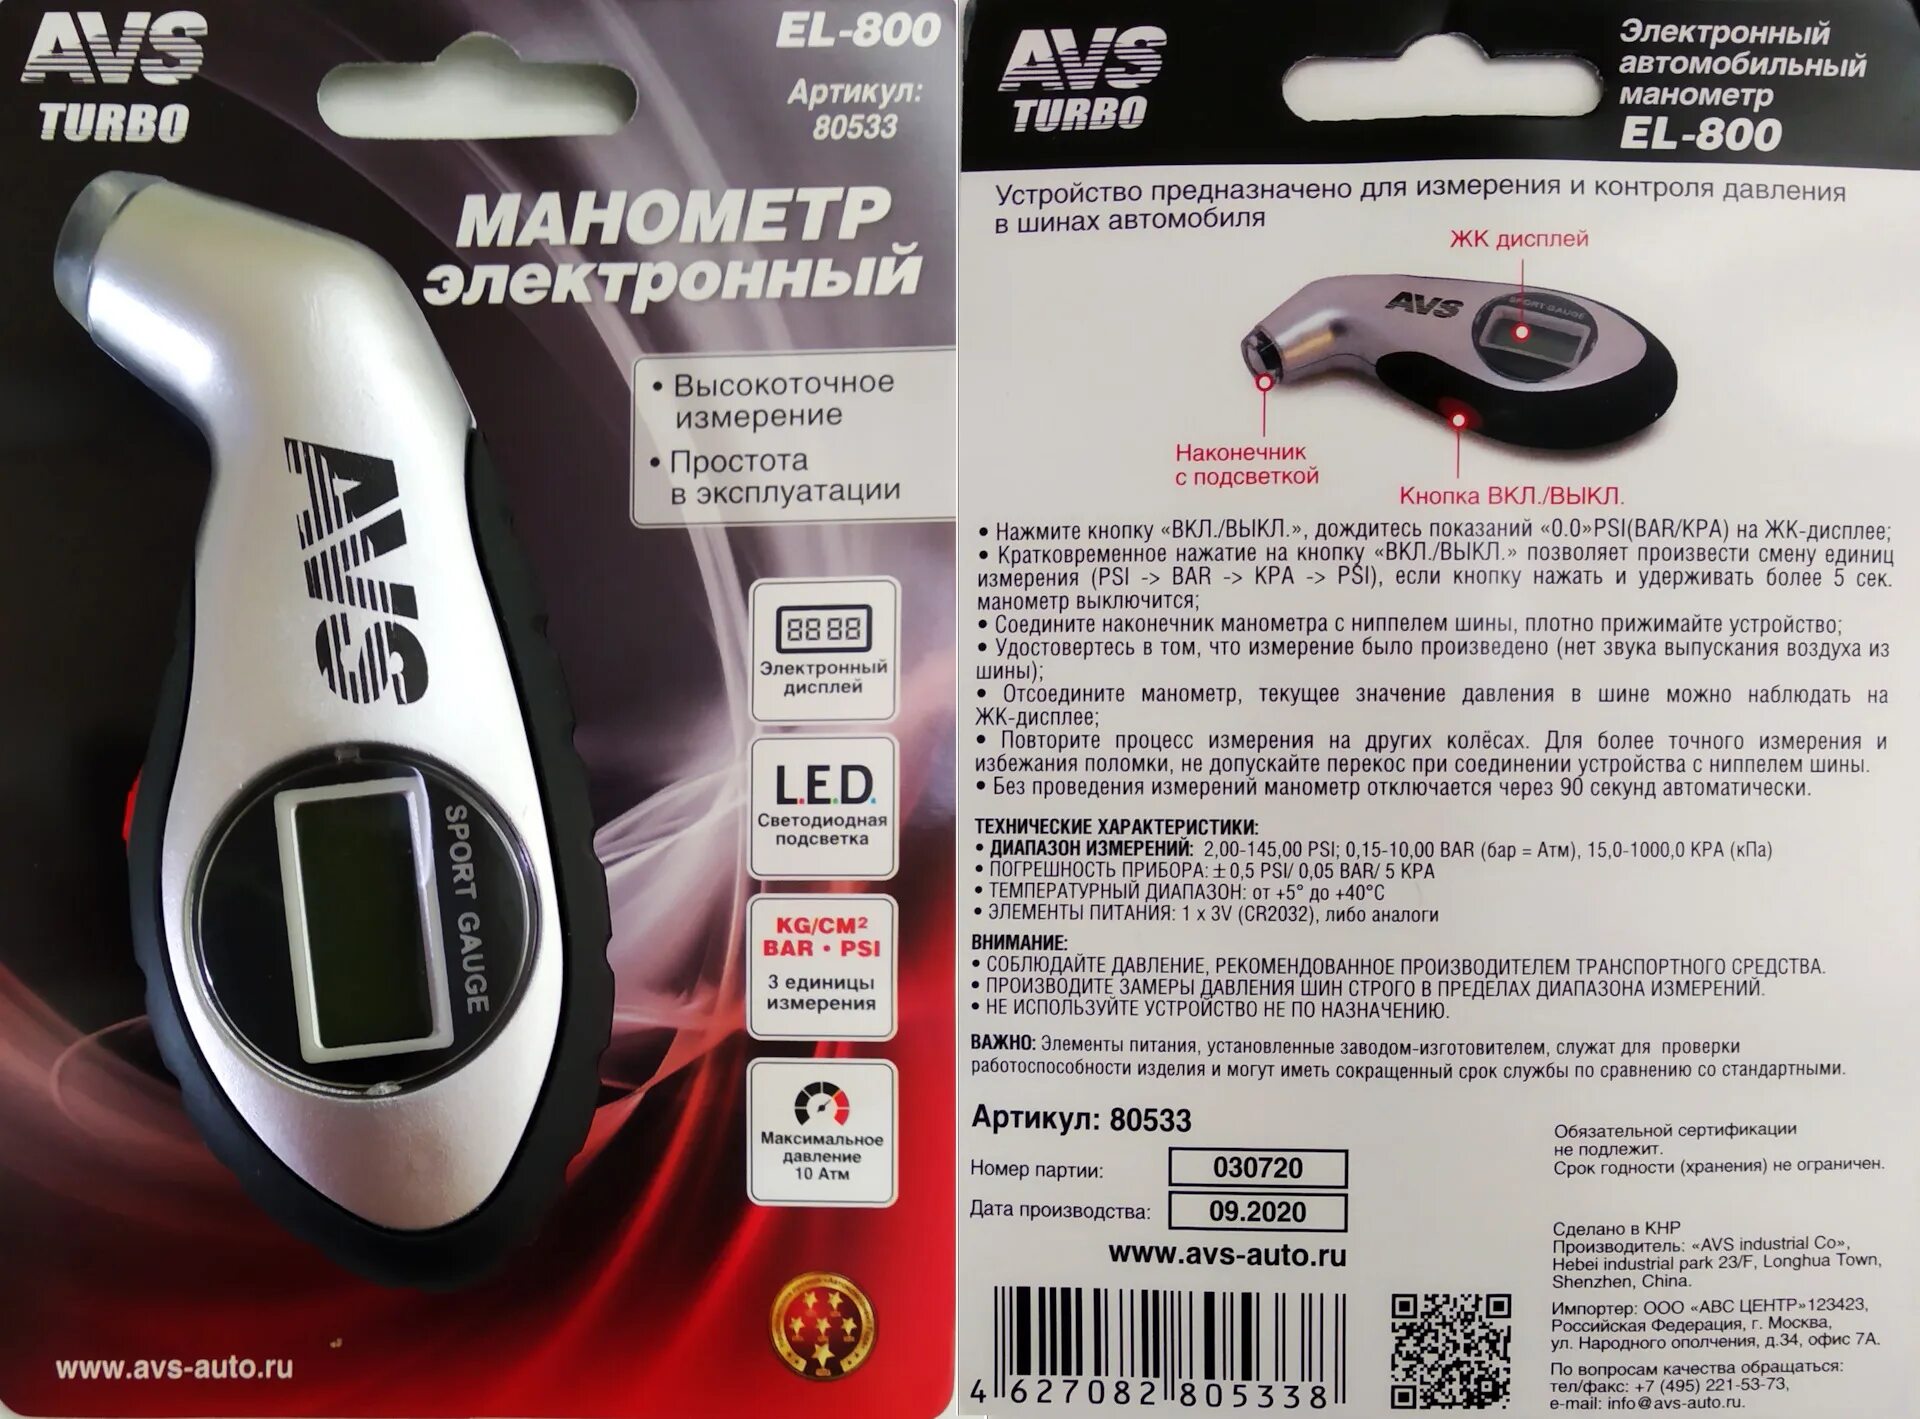 AVS
TURBO
EL-800
Артикул:
80533
МАНОМЕТР
ЭЛЕКТРОННЫЙ
• Высокоточное
измерение
• Простота
в эксплуатации
AVS
SPORT GAUGE
88 88
Электронный
дисплей
L.E.D.
Светодиодная
подсветка
KG/CM²
BAR • PSI
3 единицы
измерения
Максимальное
давление
10 Атм
www.avs-auto.ru
AVS
TURBO
Электронный
автомобильный
манометр
EL-800
Устройство предназначено для измерения и контроля давления
в шинах автомобиля
ЖК дисплей
AVS
SPORT GAUGE
Наконечник
с подсветкой
Кнопка ВКЛ./ВЫКЛ.
• Нажмите кнопку «ВКЛ./ВЫКЛ.», дождитесь показаний «0.0»PSI(BAR/KPA) на ЖК-дисплее;
• Кратковременное нажатие на кнопку «ВКЛ./ВЫКЛ.» позволяет произвести смену единиц
измерения (PSI -> BAR -> KPA -> PSI), если кнопку нажать и удерживать более 5 сек.
манометр выключится;
• Соедините наконечник манометра с ниппелем шины, плотно прижимайте устройство;
• Удостоверьтесь в том, что измерение было произведено (нет звука выпускания воздуха из
шины);
• Отсоедините манометр, текущее значение давления в шине можно наблюдать на
ЖК-дисплее;
• Повторите процесс измерения на других колёсах. Для более точного измерения и
избежания поломки, не допускайте перекос при соединении устройства с ниппелем шины.
• Без проведения измерений манометр отключается через 90 секунд автоматически.
ТЕХНИЧЕСКИЕ ХАРАКТЕРИСТИКИ:
• ДИАПАЗОН ИЗМЕРЕНИЙ: 2,00-145,00 PSI; 0,15-10,00 BAR (бар = Атм), 15,0-1000,0 KPA (кПа)
• ПОГРЕШНОСТЬ ПРИБОРА: ± 0,5 PSI/ 0,05 BAR/ 5 KPA
• ТЕМПЕРАТУРНЫЙ ДИАПАЗОН: от +5° до +40°C
• ЭЛЕМЕНТЫ ПИТАНИЯ: 1 x 3V (CR2032), либо аналоги
ВНИМАНИЕ:
• СОБЛЮДАЙТЕ ДАВЛЕНИЕ, РЕКОМЕНДОВАННОЕ ПРОИЗВОДИТЕЛЕМ ТРАНСПОРТНОГО СРЕДСТВА.
• ПРОИЗВОДИТЕ ЗАМЕРЫ ДАВЛЕНИЯ ШИН СТРОГО В ПРЕДЕЛАХ ДИАПАЗОНА ИЗМЕРЕНИЙ.
• НЕ ИСПОЛЬЗУЙТЕ УСТРОЙСТВО НЕ ПО НАЗНАЧЕНИЮ.
ВАЖНО: Элементы питания, установленные заводом-изготовителем, служат для проверки
работоспособности изделия и могут иметь сокращенный срок службы по сравнению со стандартными.
Артикул: 80533
Номер партии: 030720
Дата производства: 09.2020
www.avs-auto.ru
4 627082 805338
Обязательной сертификации
не подлежит.
Срок годности (хранения) не ограничен.
Сделано в КНР
Производитель: «AVS industrial Co»,
Hebei industrial park 23/F, Longhua Town,
Shenzhen, China.
Импортер: ООО «АВС ЦЕНТР»123423,
Российская Федерация, г. Москва,
ул. Народного ополчения, д.34, офис 7А.
По вопросам качества обращаться:
тел/факс: +7 (495) 221-53-73,
e-mail: info@avs-auto.ru.